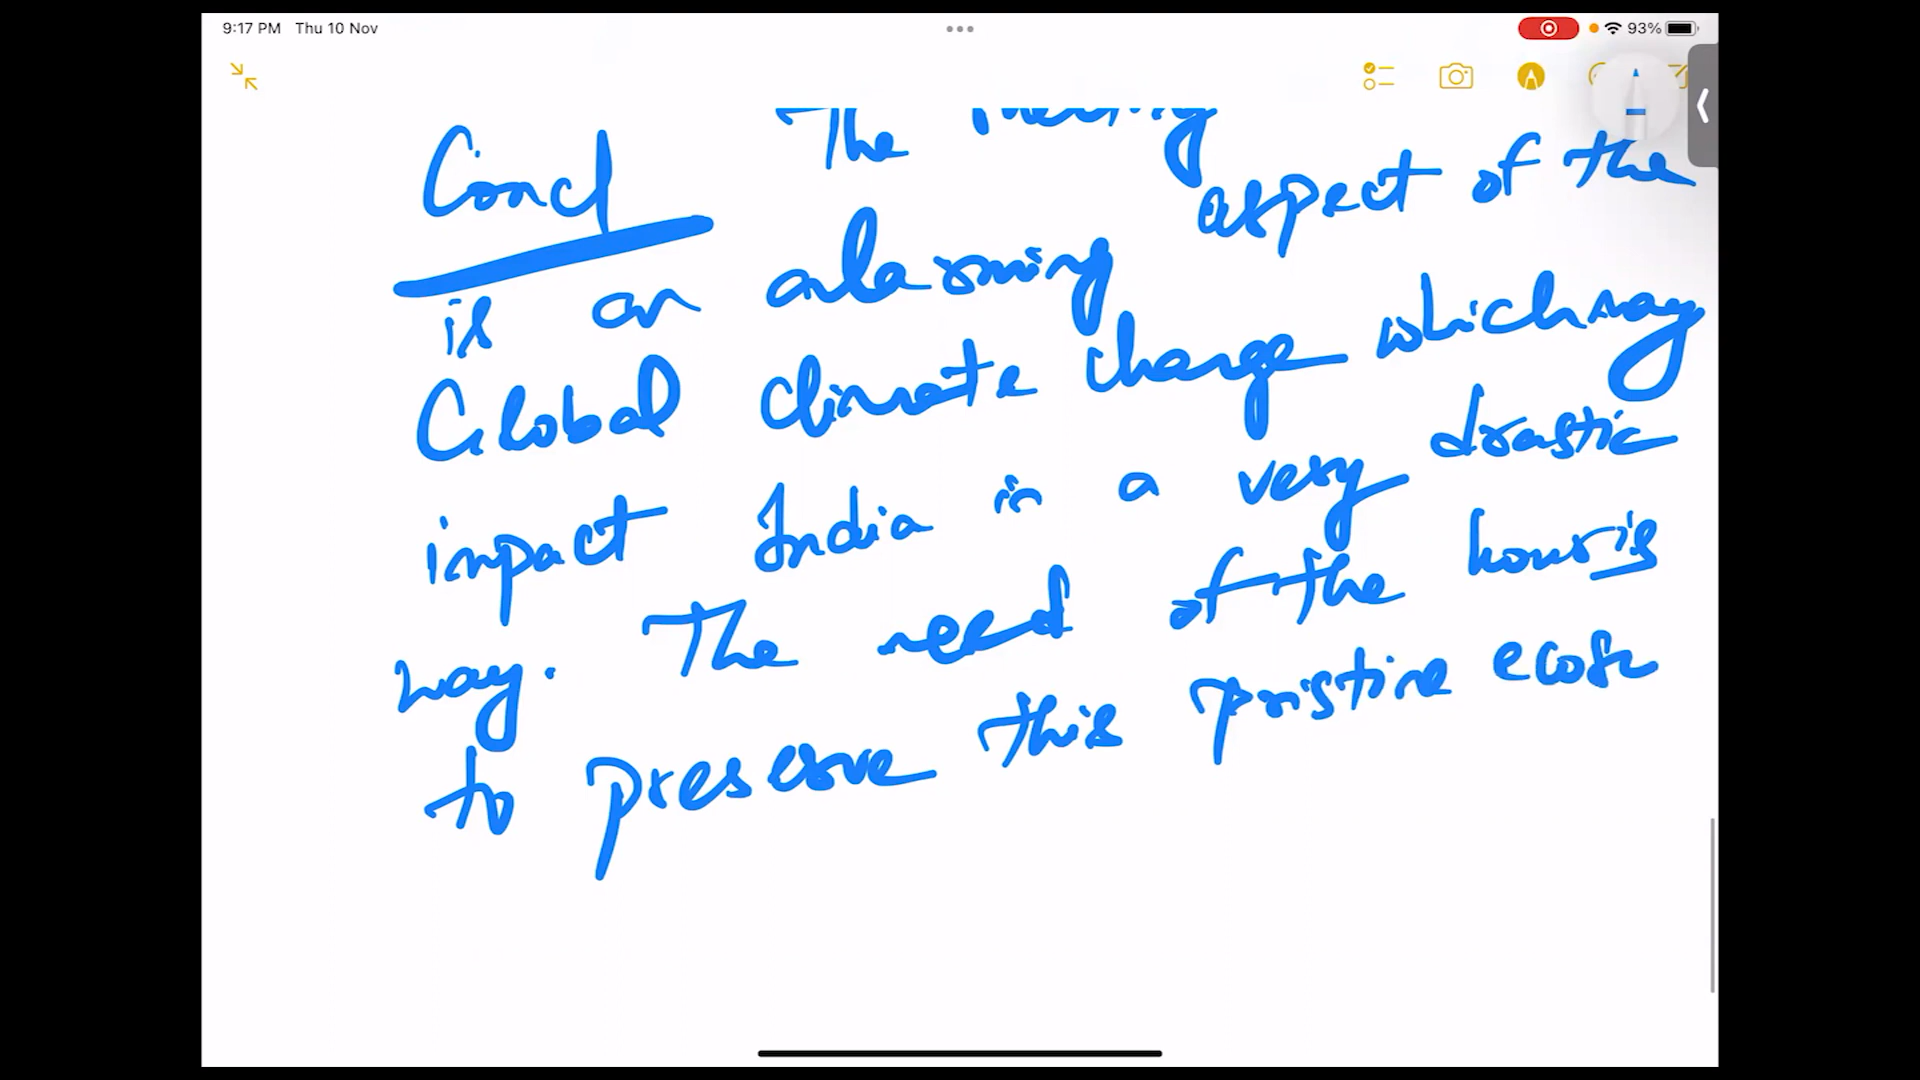 9:17 PM Thu 10 Nov
93%
The
Concl
is an alarming aspect of the
Global climate change which may
impact India in a very drastic
way. The need of the hour is
to preserve this pristine ecos